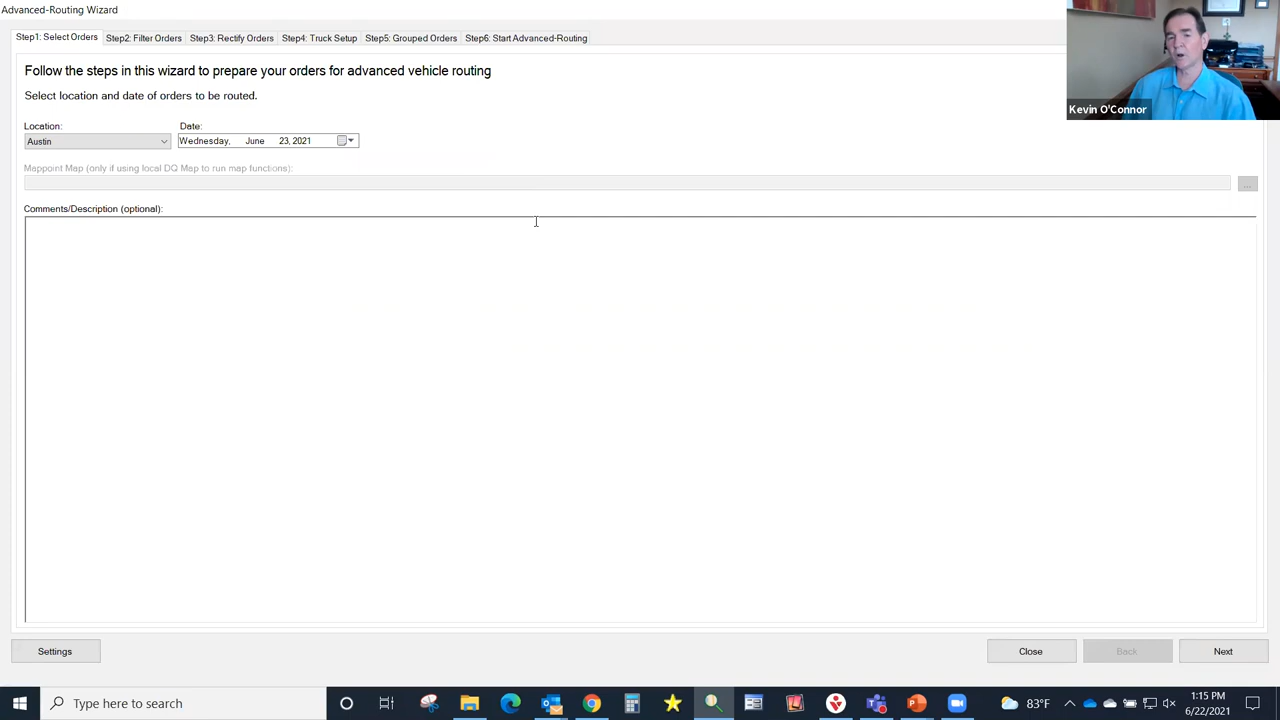 Advanced-Routing Wizard
Step1: Select Orders Step2: Filter Orders Step3: Rectify Orders Step4: Truck Setup Step5: Grouped Orders Step6: Start Advanced-Routing
Follow the steps in this wizard to prepare your orders for advanced vehicle routing
Select location and date of orders to be routed.
Kevin O'Connor
Location: Date:
Austin Wednesday, June 23, 2021
Mappoint Map (only if using local DQ Map to run map functions):
...
Comments/Description (optional):
Settings Close Back Next
Type here to search 83°F 1:15 PM
6/22/2021